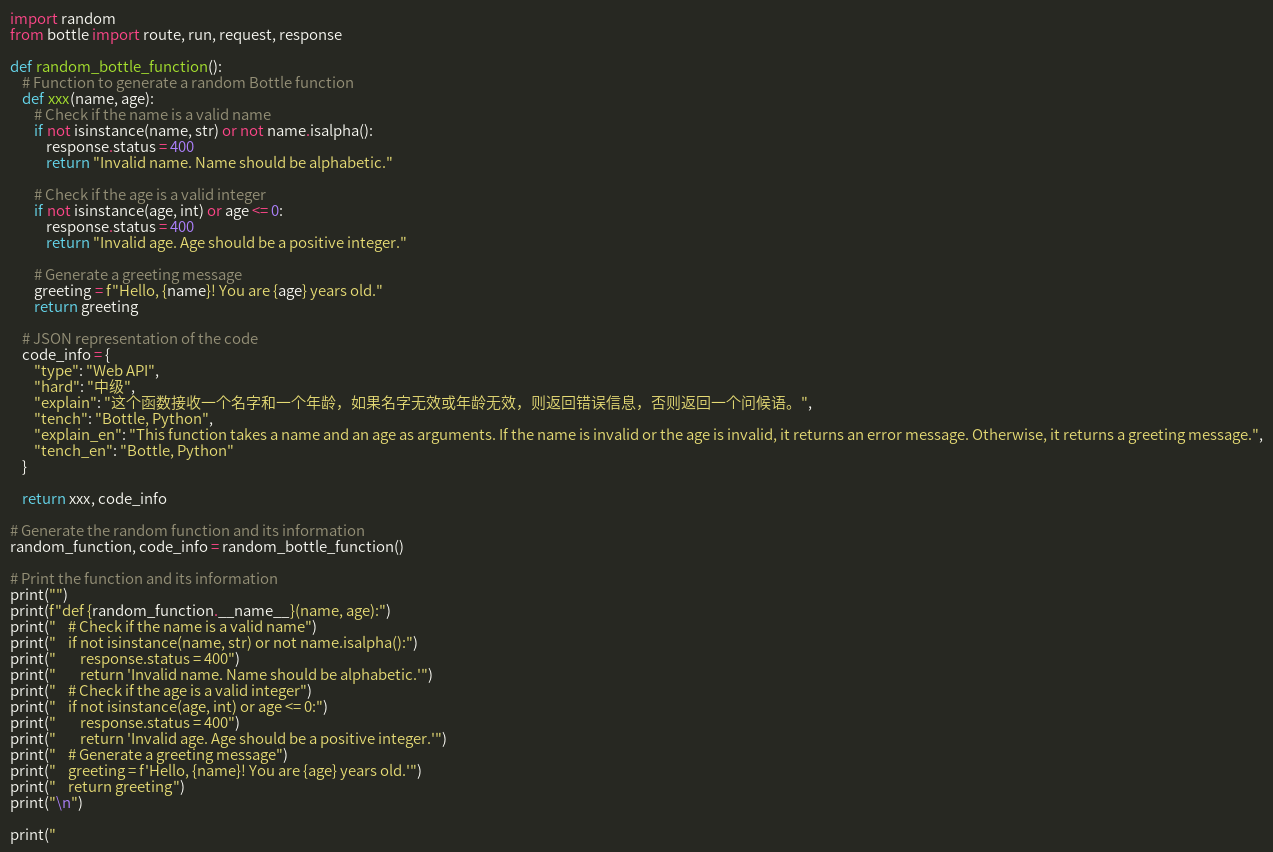 import random
from bottle import route, run, request, response

def random_bottle_function():
    # Function to generate a random Bottle function
    def xxx(name, age):
        # Check if the name is a valid name
        if not isinstance(name, str) or not name.isalpha():
            response.status = 400
            return "Invalid name. Name should be alphabetic."

        # Check if the age is a valid integer
        if not isinstance(age, int) or age <= 0:
            response.status = 400
            return "Invalid age. Age should be a positive integer."

        # Generate a greeting message
        greeting = f"Hello, {name}! You are {age} years old."
        return greeting

    # JSON representation of the code
    code_info = {
        "type": "Web API",
        "hard": "中级",
        "explain": "这个函数接收一个名字和一个年龄，如果名字无效或年龄无效，则返回错误信息，否则返回一个问候语。",
        "tench": "Bottle, Python",
        "explain_en": "This function takes a name and an age as arguments. If the name is invalid or the age is invalid, it returns an error message. Otherwise, it returns a greeting message.",
        "tench_en": "Bottle, Python"
    }

    return xxx, code_info

# Generate the random function and its information
random_function, code_info = random_bottle_function()

# Print the function and its information
print("")
print(f"def {random_function.__name__}(name, age):")
print("    # Check if the name is a valid name")
print("    if not isinstance(name, str) or not name.isalpha():")
print("        response.status = 400")
print("        return 'Invalid name. Name should be alphabetic.'")
print("    # Check if the age is a valid integer")
print("    if not isinstance(age, int) or age <= 0:")
print("        response.status = 400")
print("        return 'Invalid age. Age should be a positive integer.'")
print("    # Generate a greeting message")
print("    greeting = f'Hello, {name}! You are {age} years old.'")
print("    return greeting")
print("\n")

print("